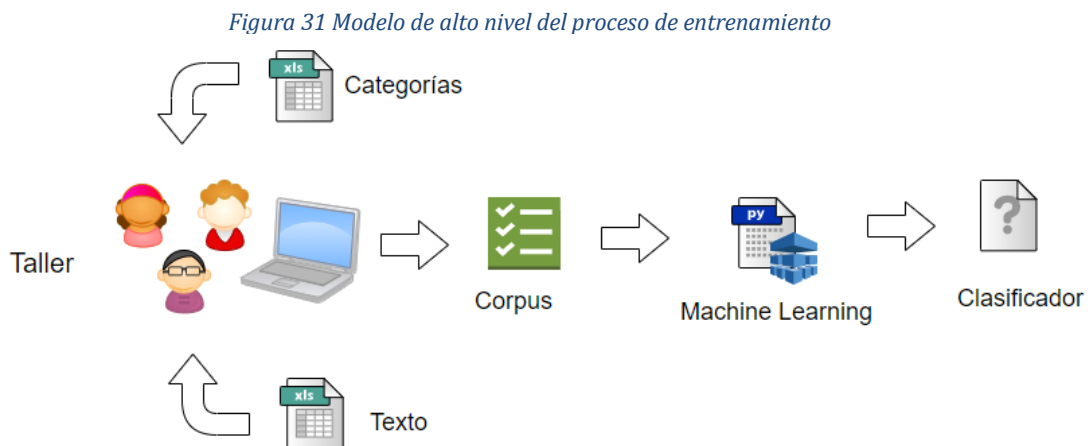 Figura 31 Modelo de alto nivel del proceso de entrenamiento
xls
Categorías
Taller
Corpus
py
Machine Learning
?
Clasificador
xls
Texto